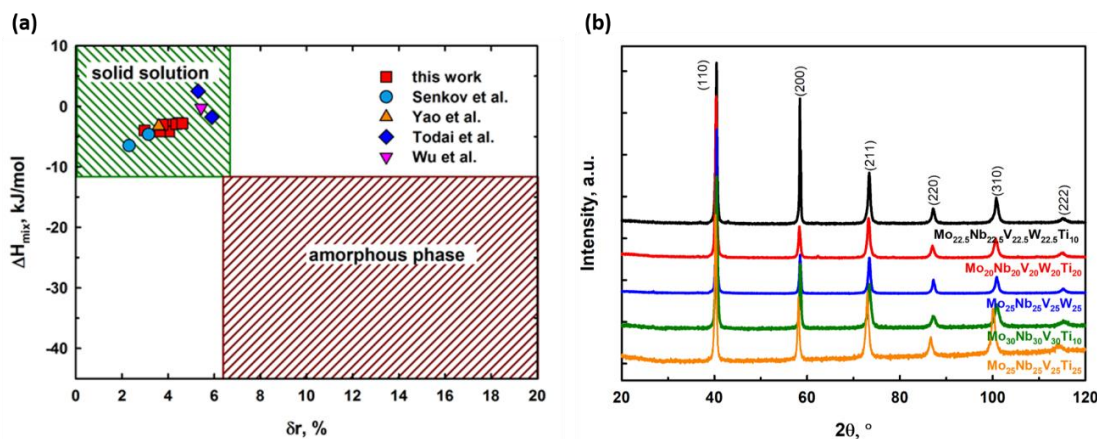 (a)
10
0
-10
-20
-30
-40
ΔHmix, kJ/mol
solid solution
this work
Senkov et al.
Yao et al.
Todai et al.
Wu et al.
amorphous phase
0 2 4 6 8 10 12 14 16 18 20
δr, %
(b)
Intensity, a.u.
(110)
(200)
(211)
(220)
(310)
(222)
Mo22.5Nb22.5V22.5W22.5Ti10
Mo20Nb20V20W20Ti20
Mo25Nb25V25W25
Mo30Nb30V30Ti10
Mo25Nb25V25Ti25
20 40 60 80 100 120
2θ, °